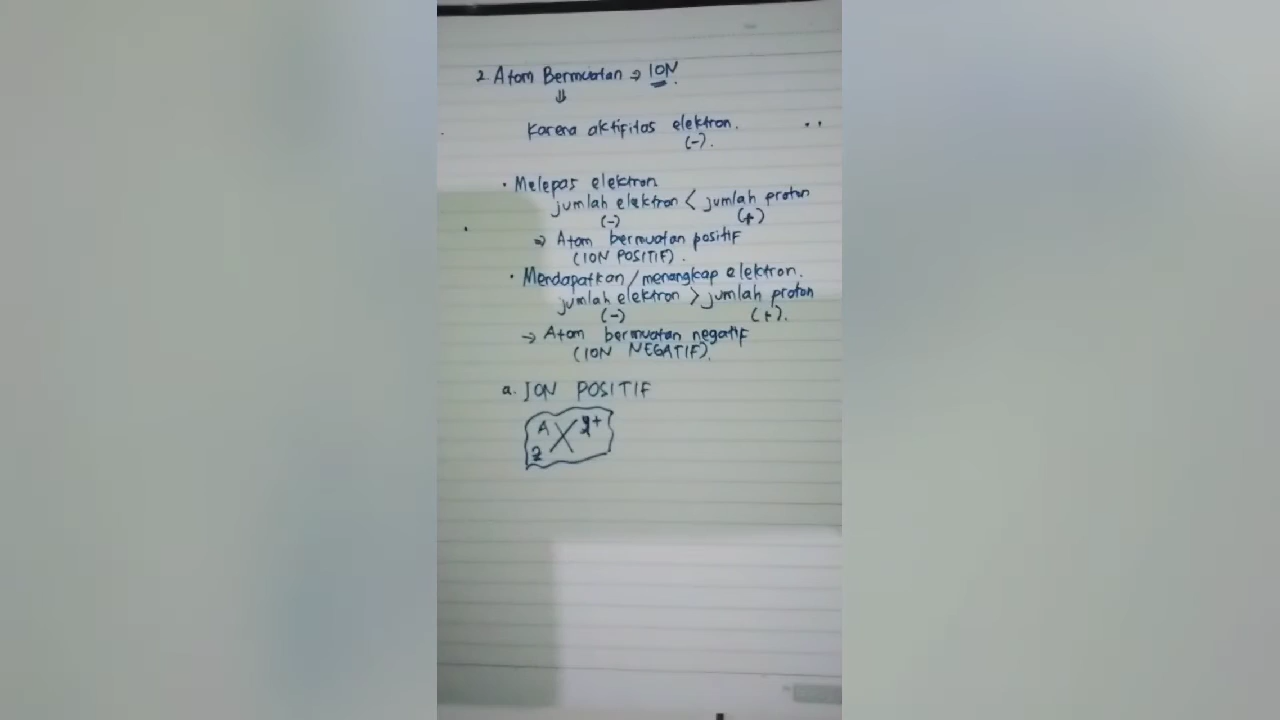 2. Atom Bermuatan → ION.
⇓
Karena aktifitas elektron.
(-).
• Melepas elektron
jumlah elektron < jumlah proton
(-) (+)
⇒ Atom bermuatan positif
(ION POSITIF).
• Mendapatkan/menangkap elektron.
jumlah elektron > jumlah proton
(-) (+).
→ Atom bermuatan negatif
(ION NEGATIF).
a. ION POSITIF
A X y+
Z